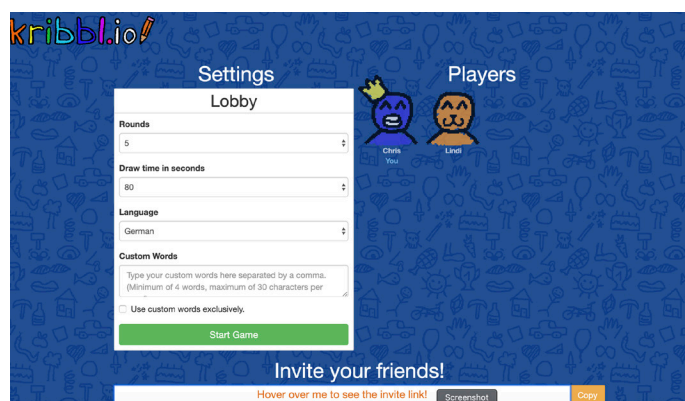 kribbl.io
Settings
Players
Lobby
Rounds
5
Chris
You
Lindi
Draw time in seconds
80
Language
German
Custom Words
Type your custom words here separated by a comma.
(Minimum of 4 words, maximum of 30 characters per
Use custom words exclusively.
Start Game
Invite your friends!
Hover over me to see the invite link!
Screenshot
Copy